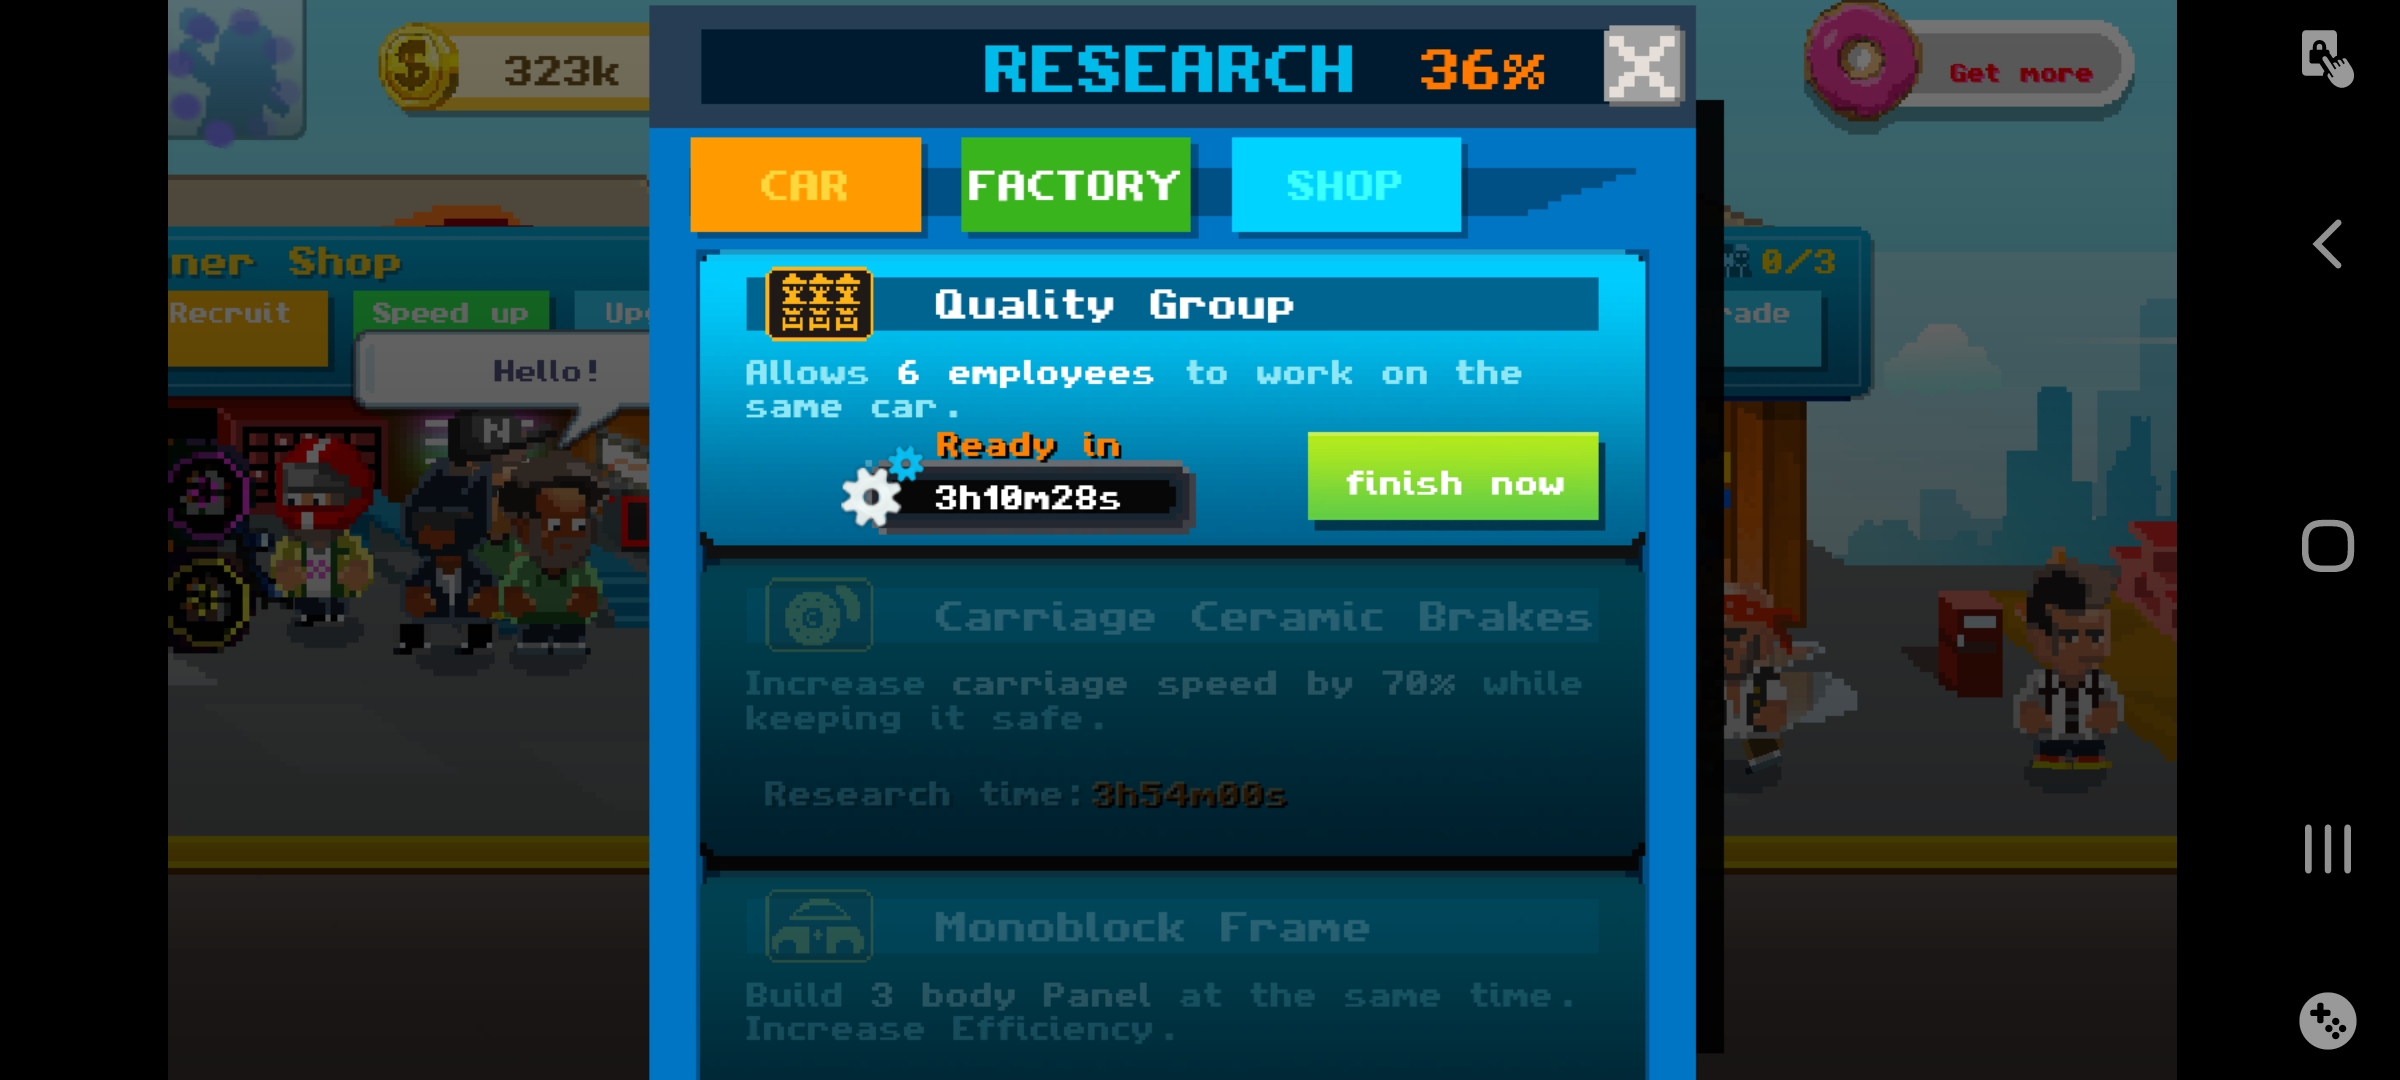 323k
RESEARCH 36%
Get more
CAR
FACTORY
SHOP
ner Shop
0/3
Recruit
Speed up
Up
rade
Hello!
N
Quality Group
Allows 6 employees to work on the
same car.
Ready in
3h10m28s
finish now
Carriage Ceramic Brakes
Increase carriage speed by 70% while
keeping it safe.
Research time:3h54m00s
Monoblock Frame
Build 3 body Panel at the same time.
Increase Efficiency.